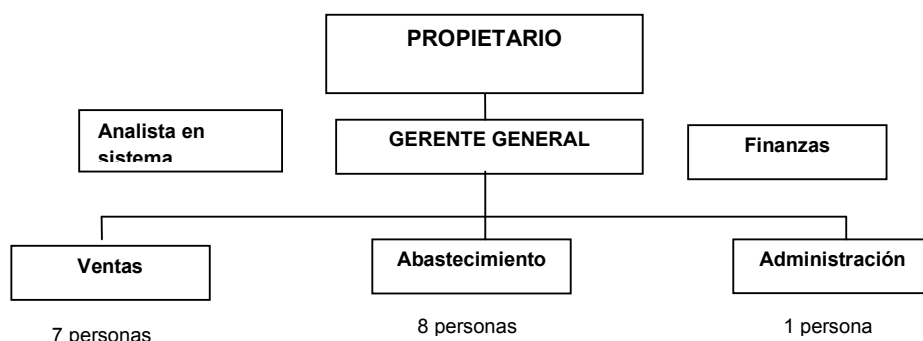 PROPIETARIO
Analista en
sistema
GERENTE GENERAL
Finanzas
Ventas
Abastecimiento
Administración
7 personas
8 personas
1 persona